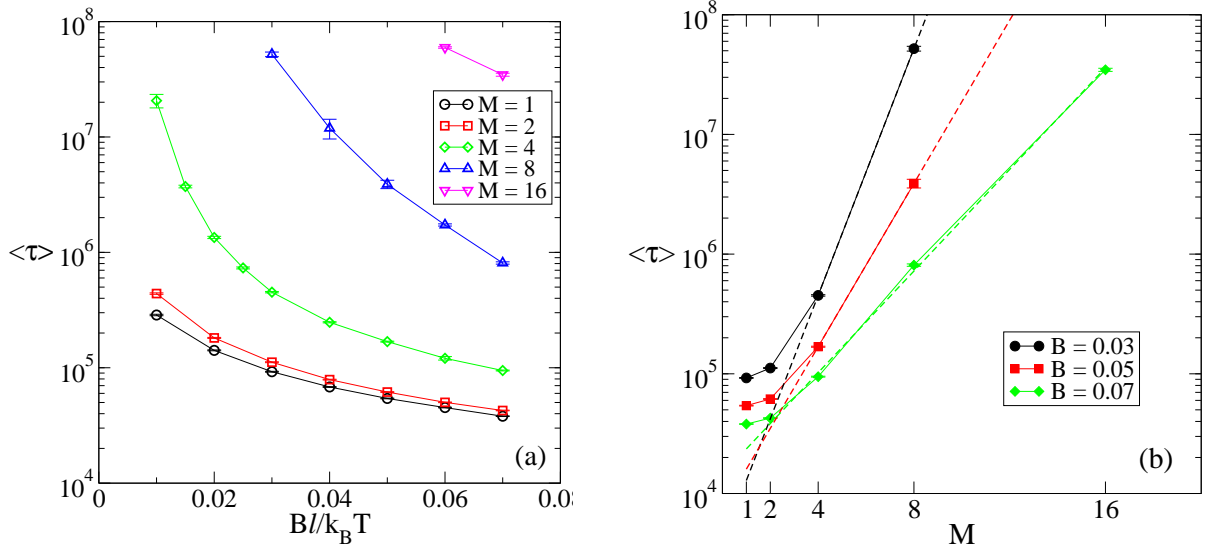 10^8
10^7
10^6
10^5
10^4
<τ>
M = 1
M = 2
M = 4
M = 8
M = 16
(a)
0 0.02 0.04 0.06 0.08
Bl/k_BT
10^8
10^7
10^6
10^5
10^4
<τ>
B = 0.03
B = 0.05
B = 0.07
(b)
1 2 4 8 16
M